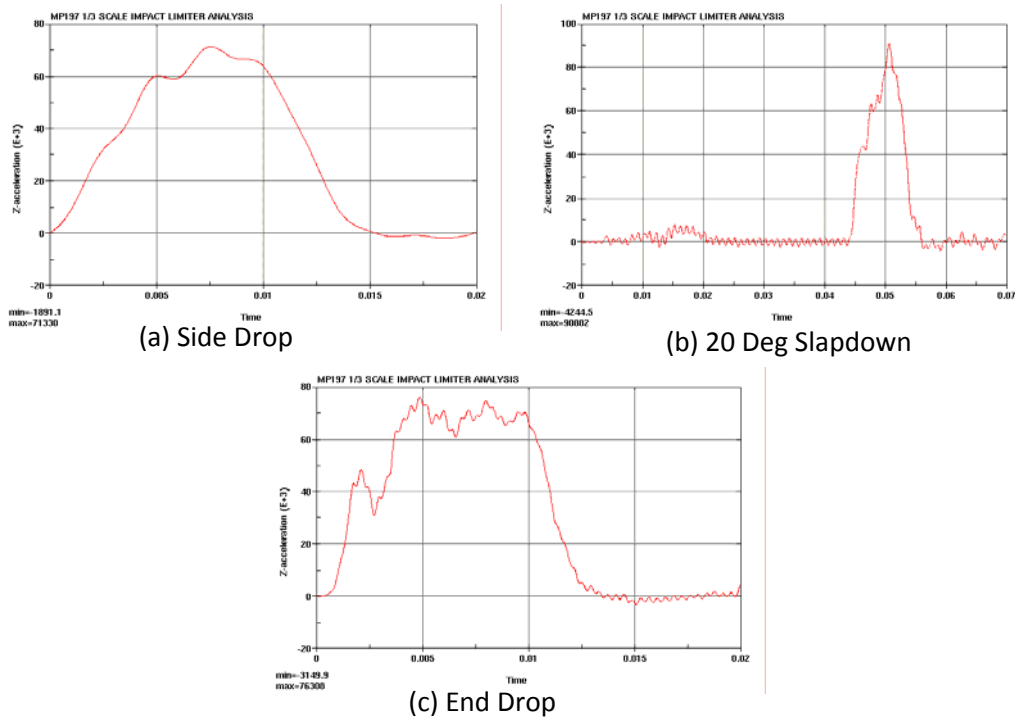 MP197 1/3 SCALE IMPACT LIMITER ANALYSIS
80
60
40
20
0
-20
Z-acceleration (E+3)
0 0.005 0.01 0.015 0.02
min=-1891.1
max=71330
Time
(a) Side Drop
MP197 1/3 SCALE IMPACT LIMITER ANALYSIS
100
80
60
40
20
0
-20
Z-acceleration (E+3)
0 0.01 0.02 0.03 0.04 0.05 0.06 0.07
min=-4244.5
Time
(b) 20 Deg Slapdown
MP197 1/3 SCALE IMPACT LIMITER ANALYSIS
80
60
40
20
0
-20
Z-acceleration (E+3)
0 0.005 0.01 0.015 0.02
min=-3149.9
Time
(c) End Drop